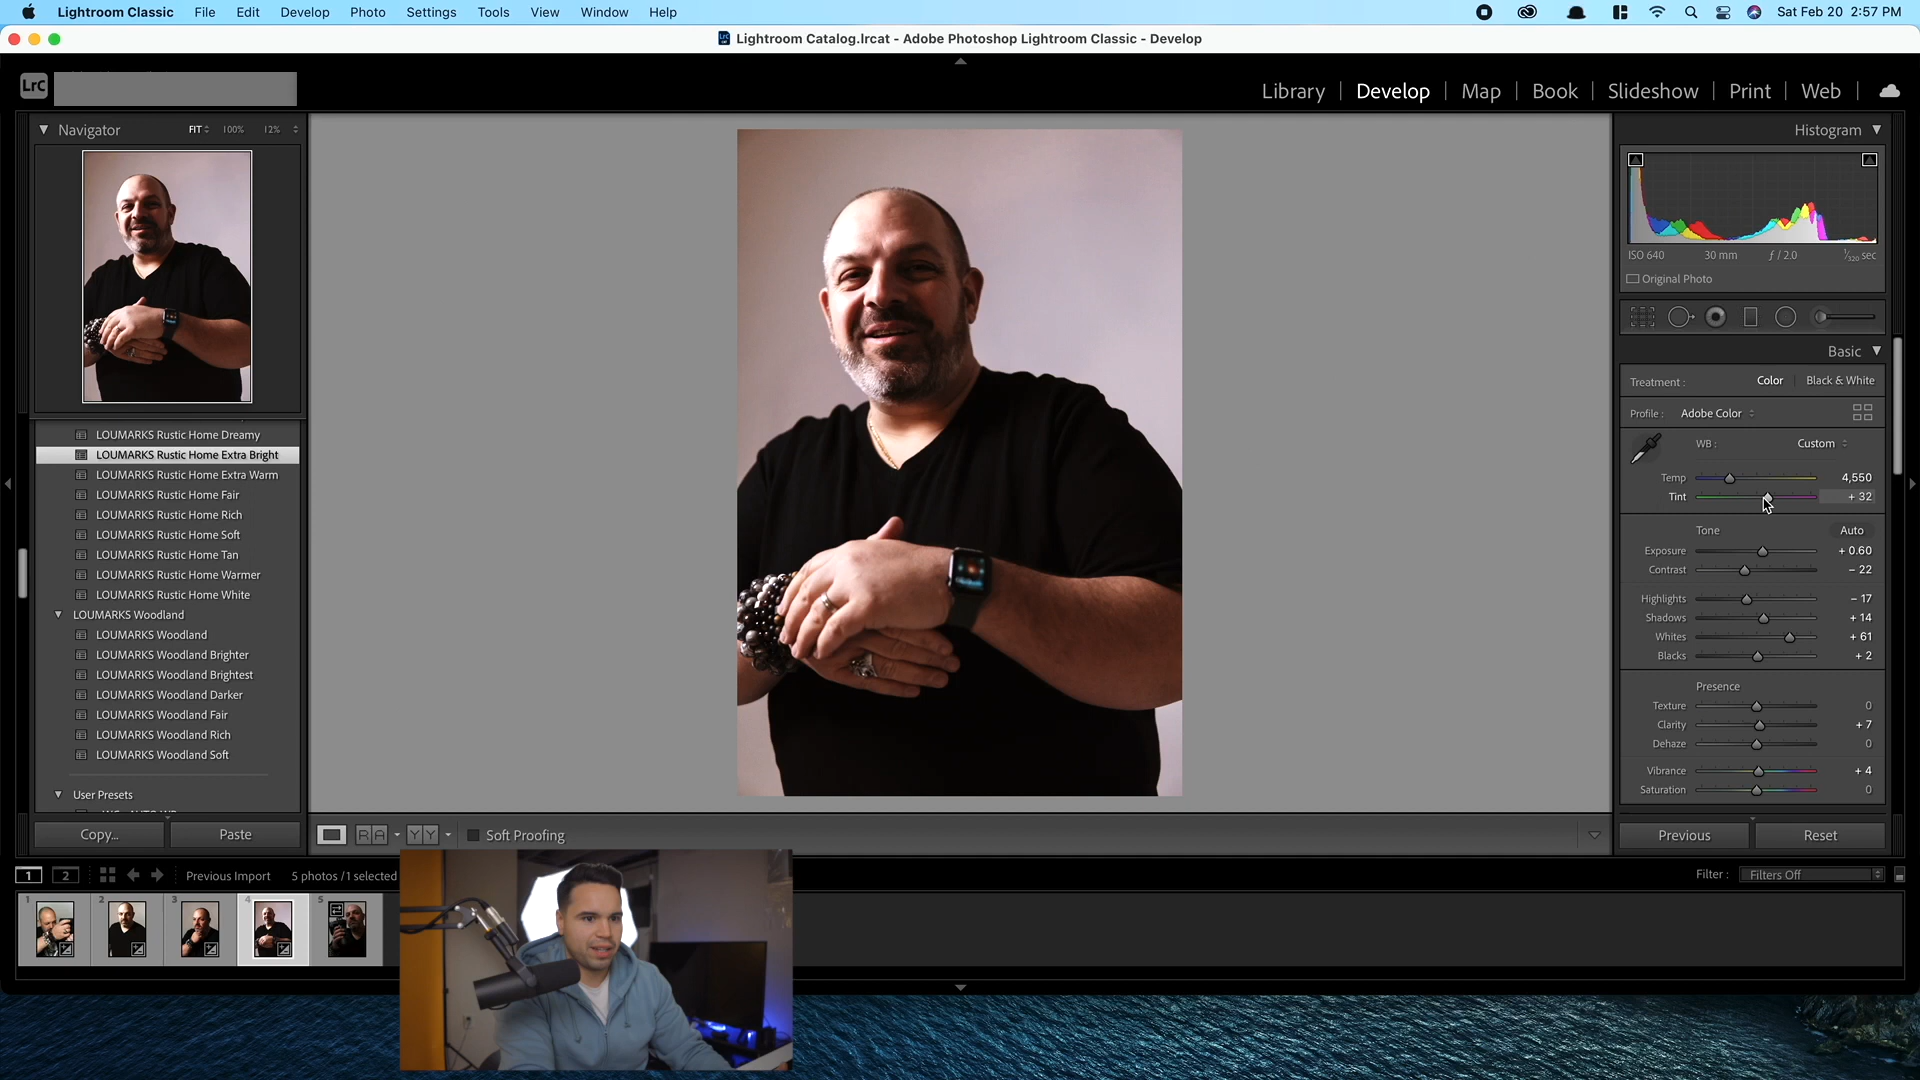 Lightroom Classic File Edit Develop Photo Settings Tools View Window Help Sat Feb 20 2:57 PM
Lightroom Catalog.lrcat - Adobe Photoshop Lightroom Classic - Develop
LrC
Library | Develop | Map | Book | Slideshow | Print | Web |
Navigator FIT 100% 12%
Histogram
ISO 640 30 mm ƒ / 2.0 1/320 sec
Original Photo
Basic
Treatment : Color | Black & White
Profile : Adobe Color
WB : Custom
Temp 4,550
Tint + 32
Tone Auto
Exposure + 0.60
Contrast – 22
Highlights – 17
Shadows + 14
Whites + 61
Blacks + 2
Presence
Texture 0
Clarity + 7
Dehaze 0
Vibrance + 4
Saturation 0
Previous Reset
LOUMARKS Rustic Home Dreamy
LOUMARKS Rustic Home Extra Bright
LOUMARKS Rustic Home Extra Warm
LOUMARKS Rustic Home Fair
LOUMARKS Rustic Home Rich
LOUMARKS Rustic Home Soft
LOUMARKS Rustic Home Tan
LOUMARKS Rustic Home Warmer
LOUMARKS Rustic Home White
LOUMARKS Woodland
LOUMARKS Woodland
LOUMARKS Woodland Brighter
LOUMARKS Woodland Brightest
LOUMARKS Woodland Darker
LOUMARKS Woodland Fair
LOUMARKS Woodland Rich
LOUMARKS Woodland Soft
User Presets
Copy... Paste
R A Y Y Soft Proofing
1 2 Previous Import 5 photos / 1 selected
Filter : Filters Off
1 2 3 4 5